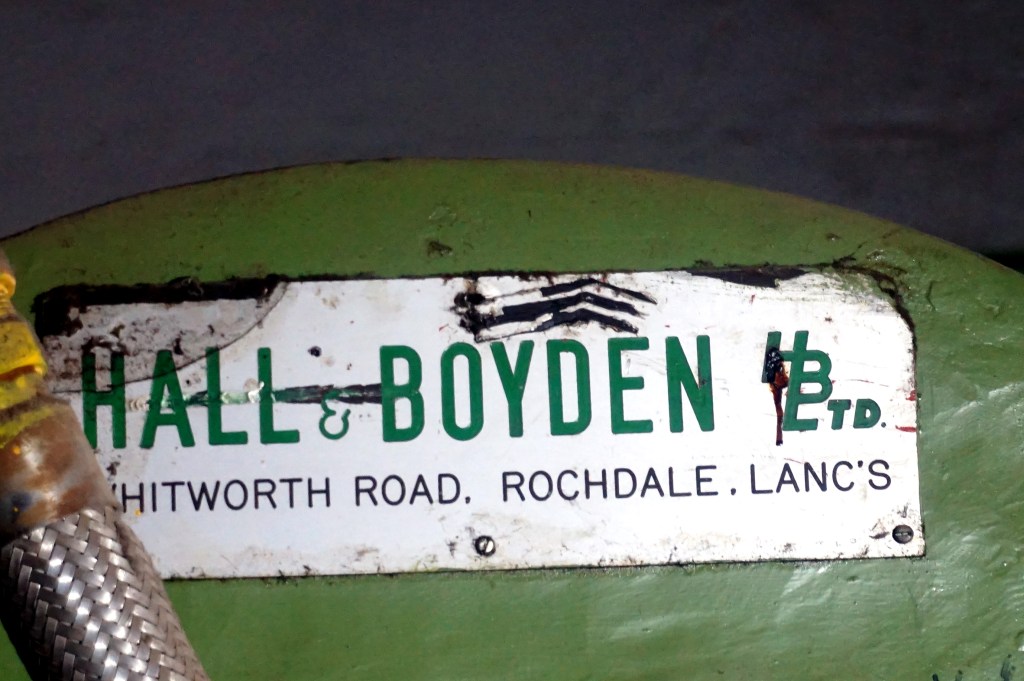 HALL & BOYDEN HB LTD.
WHITWORTH ROAD. ROCHDALE. LANC'S